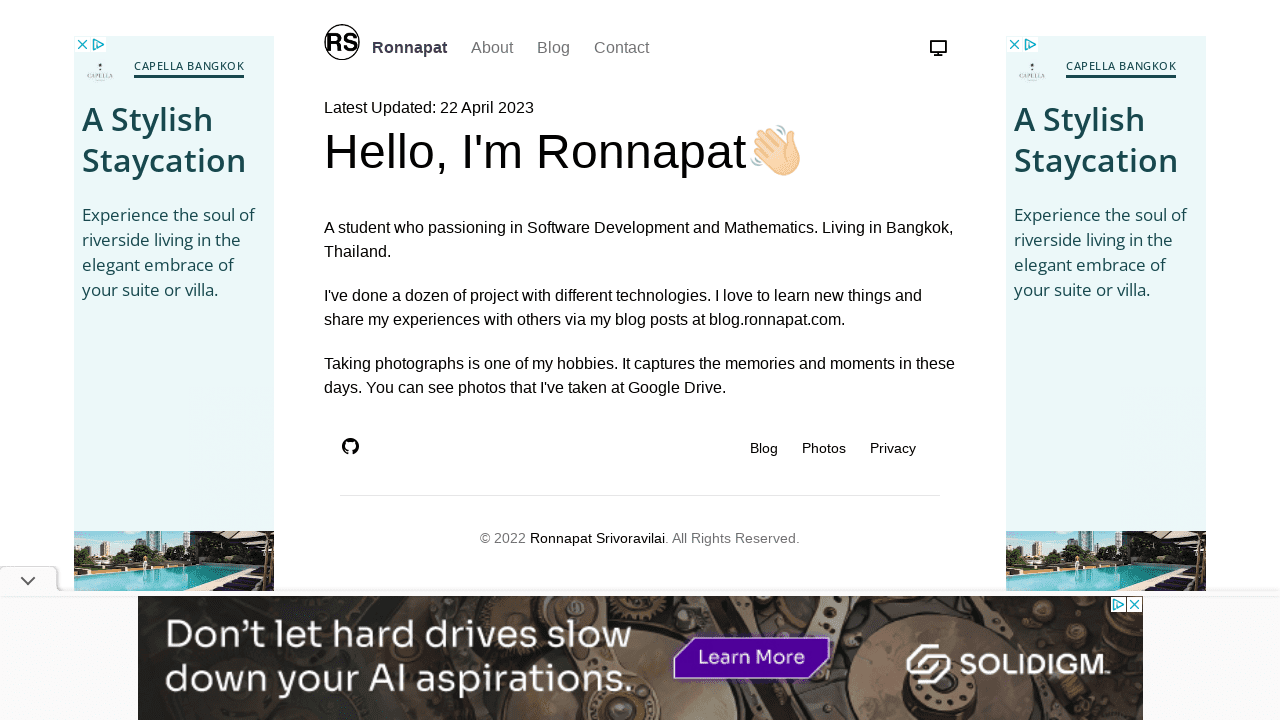 RS
Ronnapat
About
Blog
Contact
CAPELLA BANGKOK
A Stylish
Staycation
Experience the soul of
riverside living in the
elegant embrace of
your suite or villa.
Latest Updated: 22 April 2023
Hello, I'm Ronnapat
A student who passioning in Software Development and Mathematics. Living in Bangkok,
Thailand.
I've done a dozen of project with different technologies. I love to learn new things and
share my experiences with others via my blog posts at blog.ronnapat.com.
Taking photographs is one of my hobbies. It captures the memories and moments in these
days. You can see photos that I've taken at Google Drive.
Blog
Photos
Privacy
© 2022 Ronnapat Srivoravilai. All Rights Reserved.
CAPELLA BANGKOK
A Stylish
Staycation
Experience the soul of
riverside living in the
elegant embrace of
your suite or villa.
Don't let hard drives slow
down your AI aspirations.
Learn More
SOLIDIGM